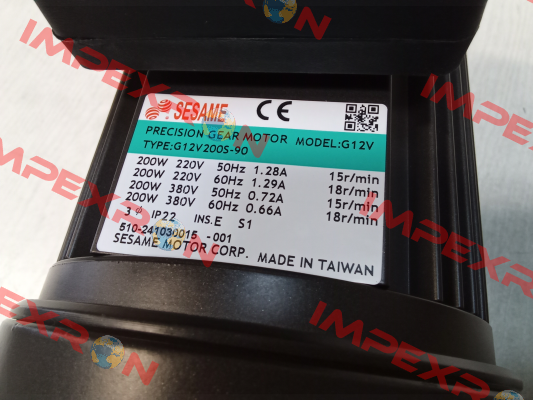 SESAME CE
PRECISION GEAR MOTOR MODEL:G12V
TYPE:G12V200S-90
200W 220V 50Hz 1.28A 15r/min
200W 220V 60Hz 1.29A 18r/min
200W 380V 50Hz 0.72A 15r/min
200W 380V 60Hz 0.66A 18r/min
3 ϕ IP22 INS.E S1
510-241030015 -001
SESAME MOTOR CORP. MADE IN TAIWAN
IMPEXRON
IMPEXRON
IMPEXRON
IMPEXRON